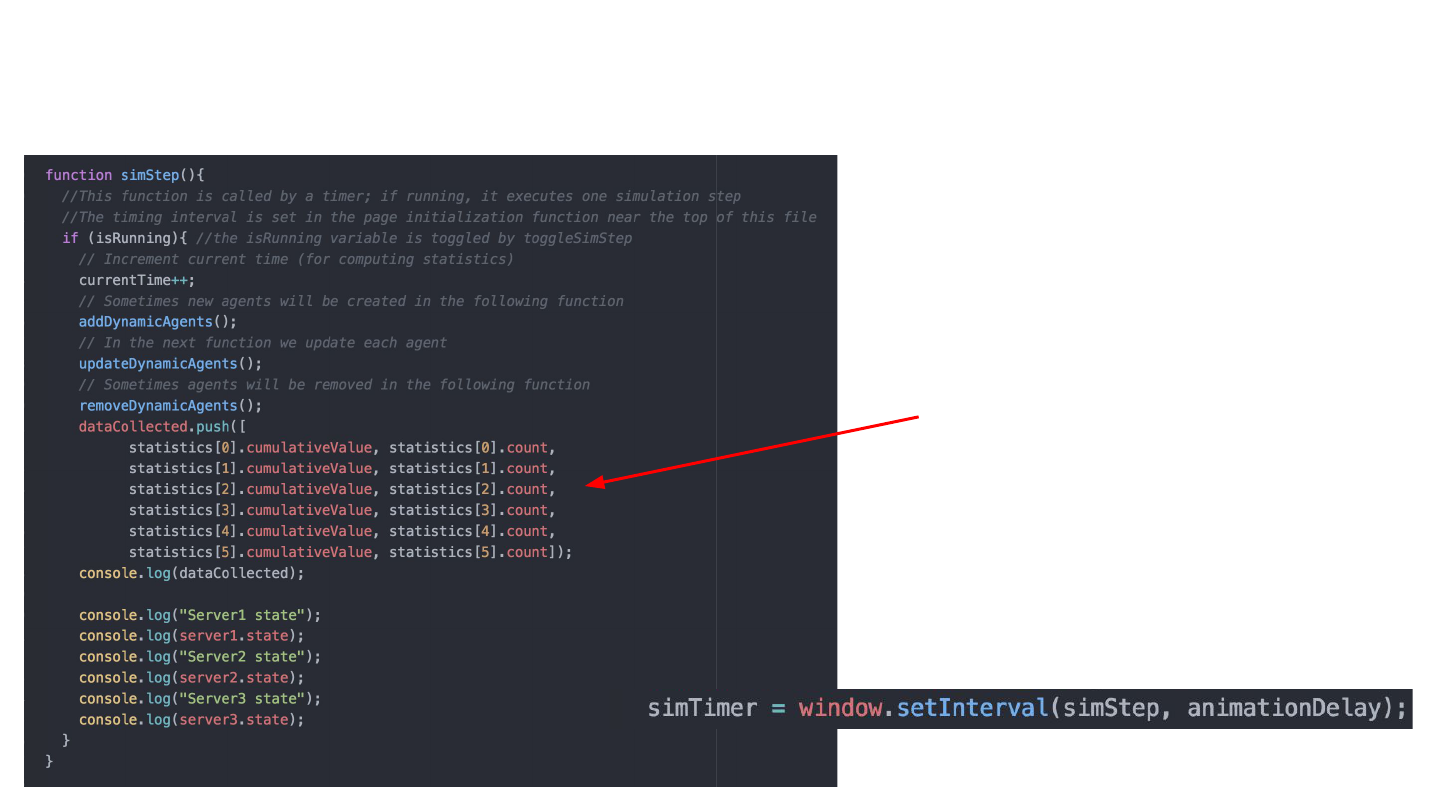 function simStep(){
//This function is called by a timer; if running, it executes one simulation step
//The timing interval is set in the page initialization function near the top of this file
if (isRunning){ //the isRunning variable is toggled by toggleSimStep
// Increment current time (for computing statistics)
currentTime++;
// Sometimes new agents will be created in the following function
addDynamicAgents();
// In the next function we update each agent
updateDynamicAgents();
// Sometimes agents will be removed in the following function
removeDynamicAgents();
dataCollected.push([
statistics[0].cumulativeValue, statistics[0].count,
statistics[1].cumulativeValue, statistics[1].count,
statistics[2].cumulativeValue, statistics[2].count,
statistics[3].cumulativeValue, statistics[3].count,
statistics[4].cumulativeValue, statistics[4].count,
statistics[5].cumulativeValue, statistics[5].count]);
console.log(dataCollected);
console.log("Server1 state");
console.log(server1.state);
console.log("Server2 state");
console.log(server2.state);
console.log("Server3 state");
console.log(server3.state);
}
}
simTimer = window.setInterval(simStep, animationDelay);